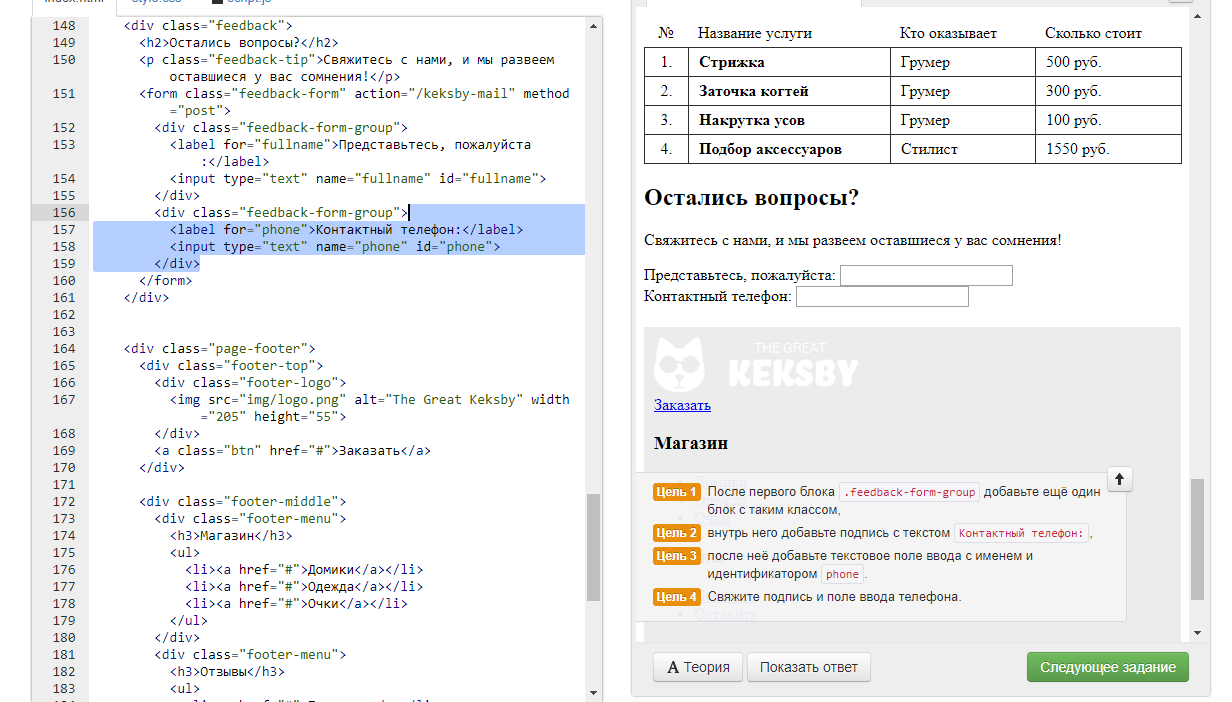 index.html style.css script.js
148 <div class="feedback">
149 <h2>Остались вопросы?</h2>
150 <p class="feedback-tip">Свяжитесь с нами, и мы развеем
оставшиеся у вас сомнения!</p>
151 <form class="feedback-form" action="/keksby-mail" method
="post">
152 <div class="feedback-form-group">
153 <label for="fullname">Представьтесь, пожалуйста
:</label>
154 <input type="text" name="fullname" id="fullname">
155 </div>
156 <div class="feedback-form-group">
157 <label for="phone">Контактный телефон:</label>
158 <input type="text" name="phone" id="phone">
159 </div>
160 </form>
161 </div>
162
163
164 <div class="page-footer">
165 <div class="footer-top">
166 <div class="footer-logo">
167 <img src="img/logo.png" alt="The Great Keksby" width
="205" height="55">
168 </div>
169 <a class="btn" href="#">Заказать</a>
170 </div>
171
172 <div class="footer-middle">
173 <div class="footer-menu">
174 <h3>Магазин</h3>
175 <ul>
176 <li><a href="#">Домики</a></li>
177 <li><a href="#">Одежда</a></li>
178 <li><a href="#">Очки</a></li>
179 </ul>
180 </div>
181 <div class="footer-menu">
182 <h3>Отзывы</h3>
183 <ul>
№ Название услуги Кто оказывает Сколько стоит
1. Стрижка Грумер 500 руб.
2. Заточка когтей Грумер 300 руб.
3. Накрутка усов Грумер 100 руб.
4. Подбор аксессуаров Стилист 1550 руб.
Остались вопросы?
Свяжитесь с нами, и мы развеем оставшиеся у вас сомнения!
Представьтесь, пожалуйста:
Контактный телефон:
THE GREAT
KEKSBY
Заказать
Магазин
Цель 1 После первого блока .feedback-form-group добавьте ещё один
блок с таким классом,
Цель 2 внутрь него добавьте подпись с текстом Контактный телефон: ,
Цель 3 после неё добавьте текстовое поле ввода с именем и
идентификатором phone .
Цель 4 Свяжите подпись и поле ввода телефона.
Оставить
A Теория Показать ответ Следующее задание